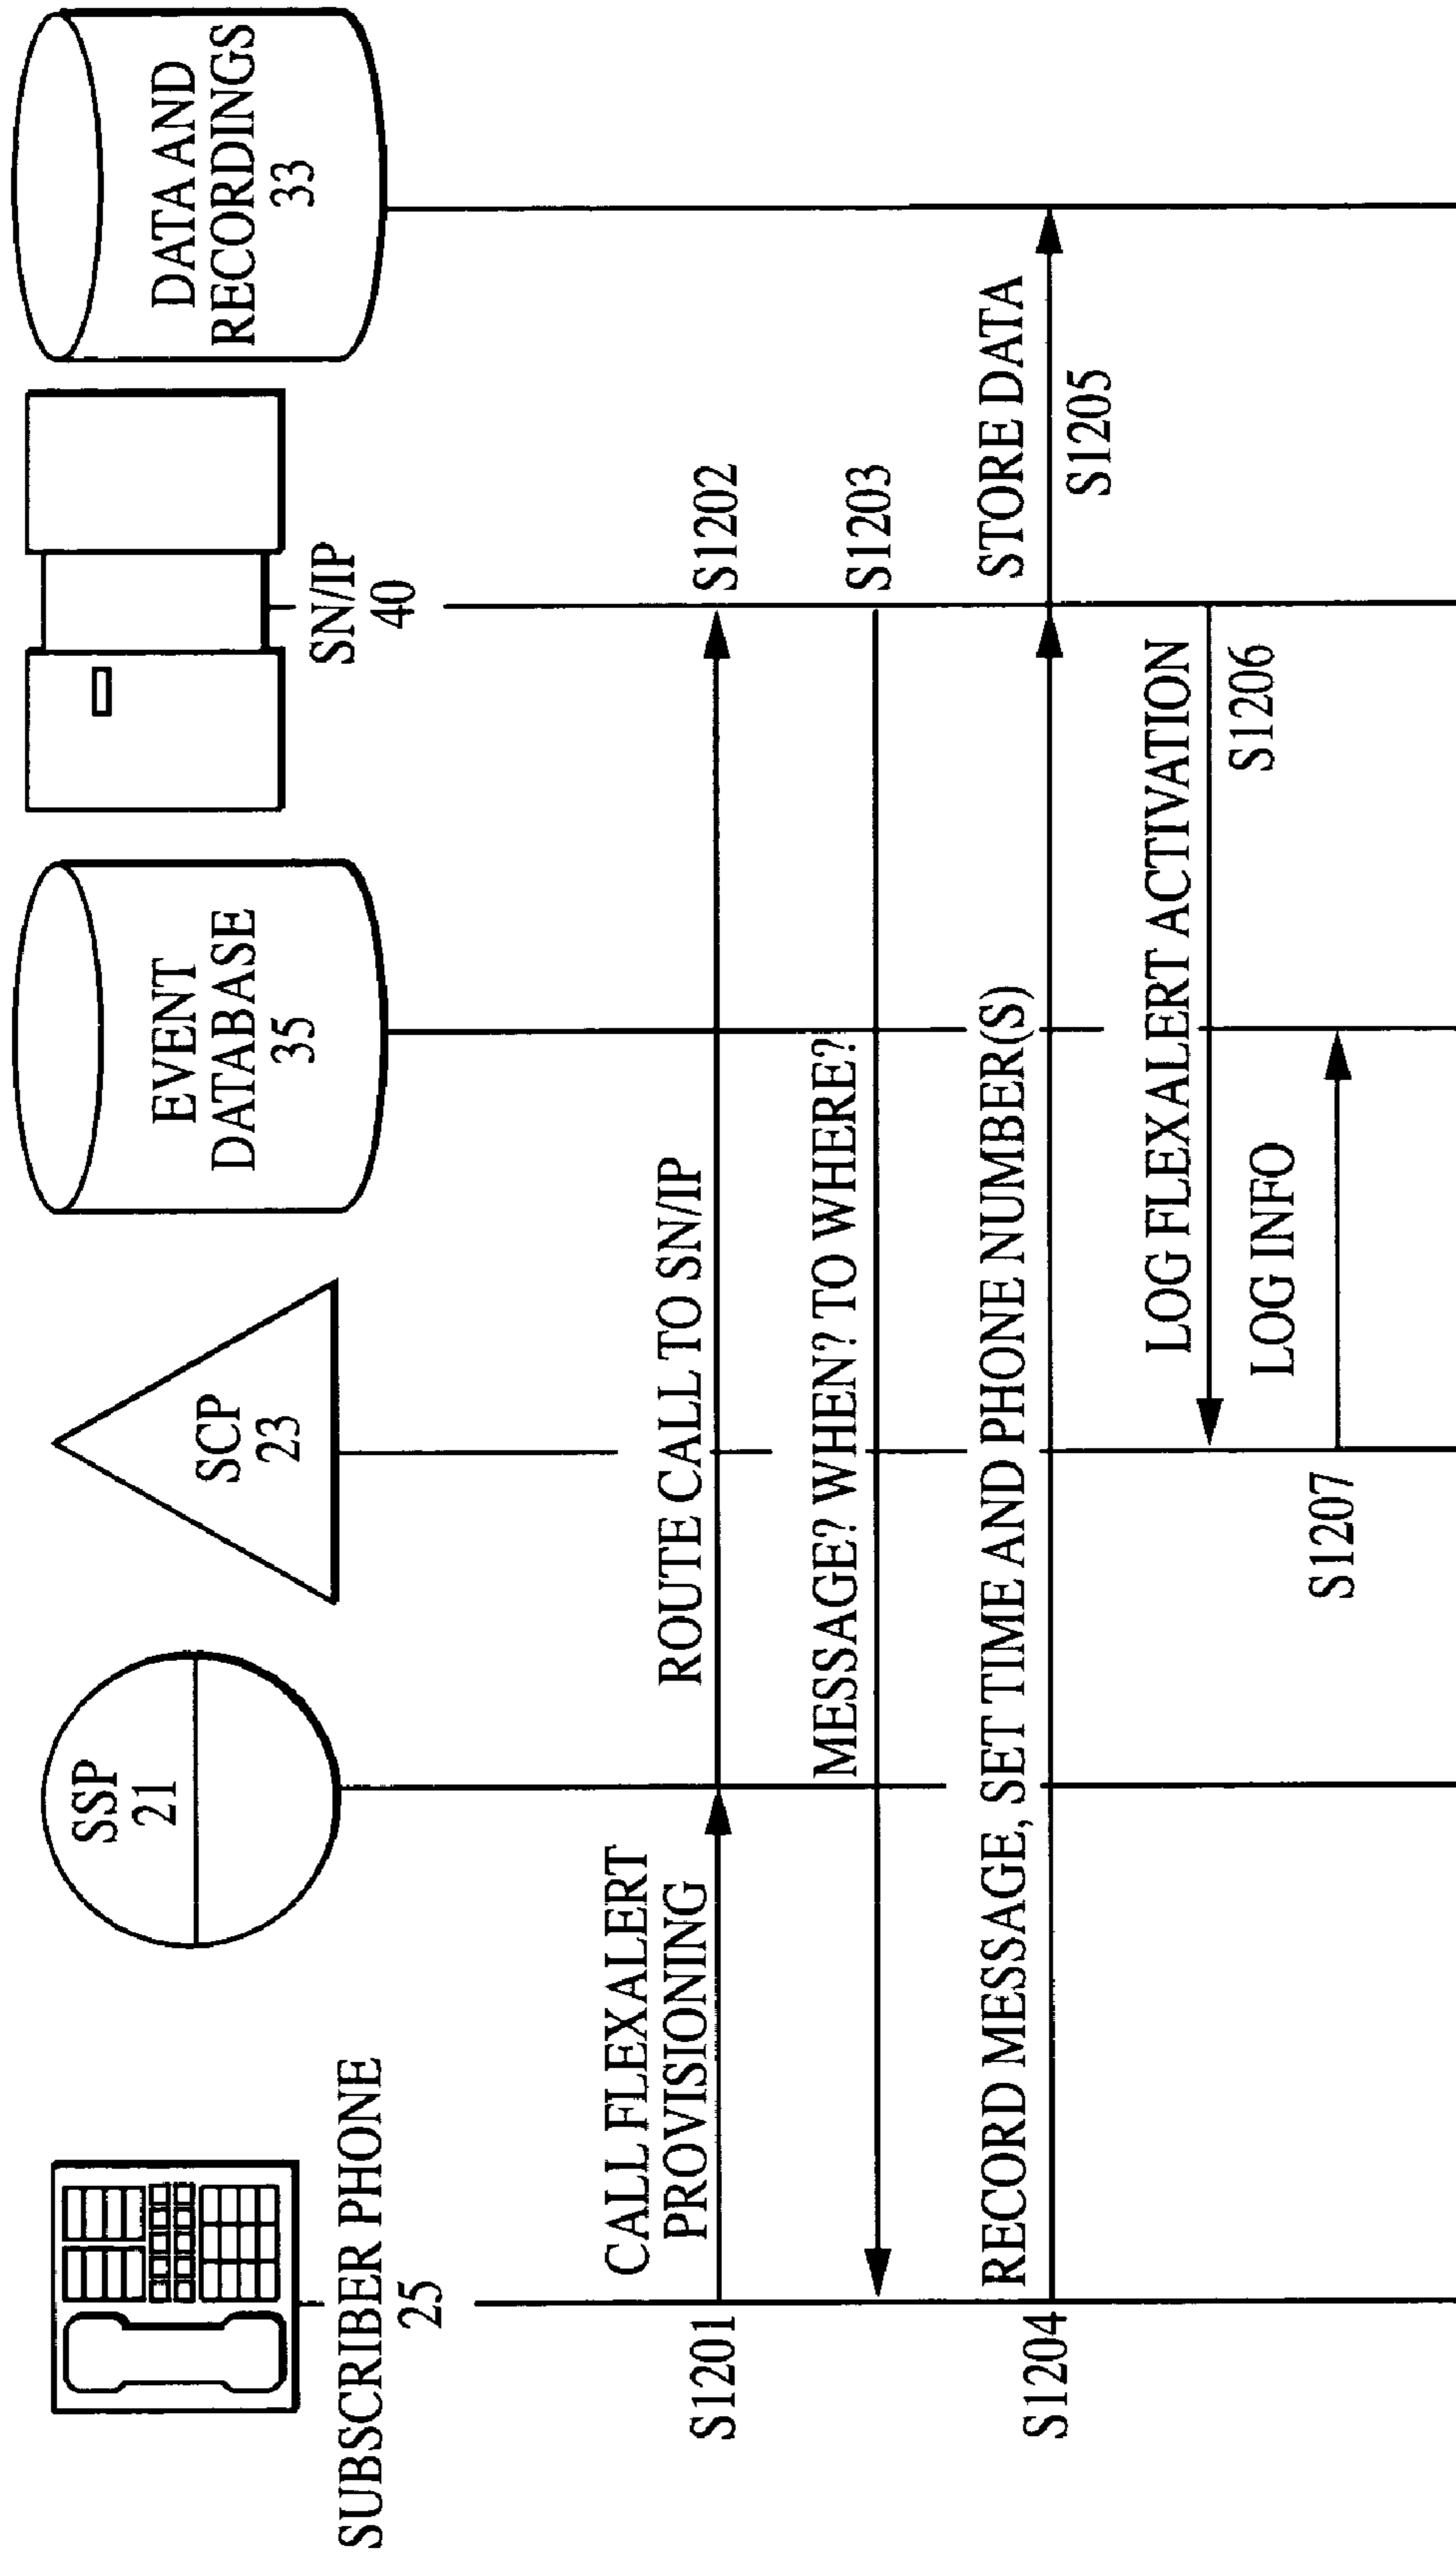 SUBSCRIBER PHONE
25
SSP
21
SCP
23
EVENT
DATABASE
35
SN/IP
40
DATA AND
RECORDINGS
33
CALL FLEXALERT
PROVISIONING
S1201
ROUTE CALL TO SN/IP
S1202
MESSAGE? WHEN? TO WHERE?
S1203
RECORD MESSAGE, SET TIME AND PHONE NUMBER(S)
S1204
STORE DATA
S1205
LOG FLEXALERT ACTIVATION
S1206
LOG INFO
S1207